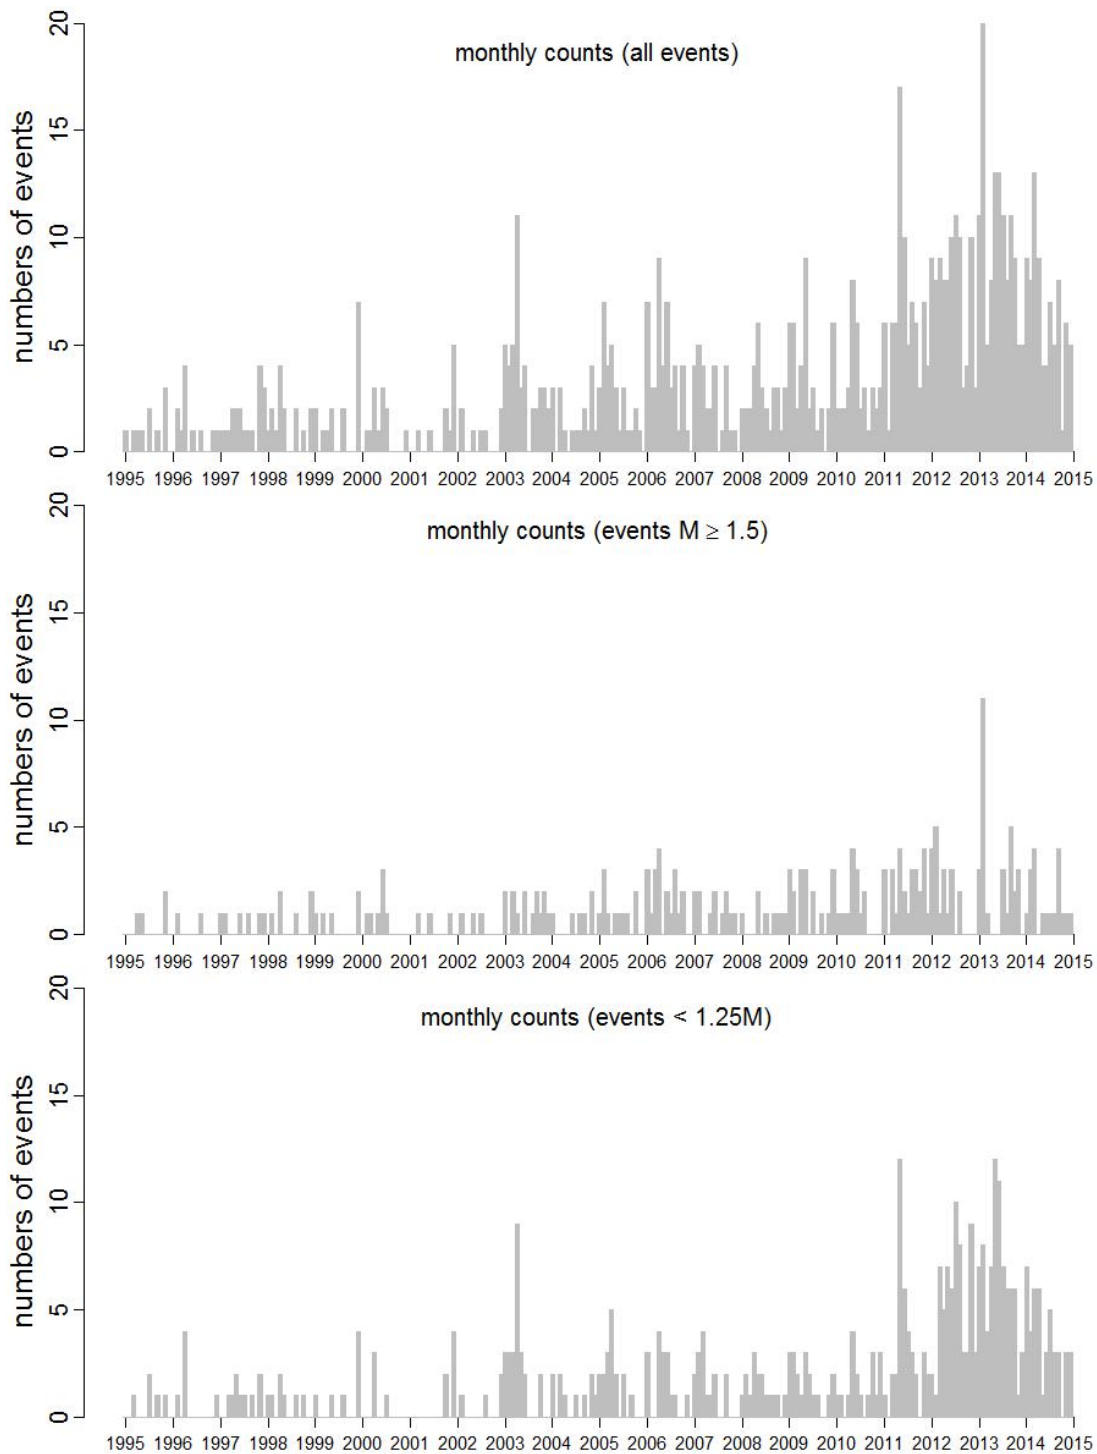 monthly counts (all events)
numbers of events
20
15
10
5
0
1995 1996 1997 1998 1999 2000 2001 2002 2003 2004 2005 2006 2007 2008 2009 2010 2011 2012 2013 2014 2015
monthly counts (events M ≥ 1.5)
numbers of events
20
15
10
5
0
1995 1996 1997 1998 1999 2000 2001 2002 2003 2004 2005 2006 2007 2008 2009 2010 2011 2012 2013 2014 2015
monthly counts (events < 1.25M)
numbers of events
20
15
10
5
0
1995 1996 1997 1998 1999 2000 2001 2002 2003 2004 2005 2006 2007 2008 2009 2010 2011 2012 2013 2014 2015